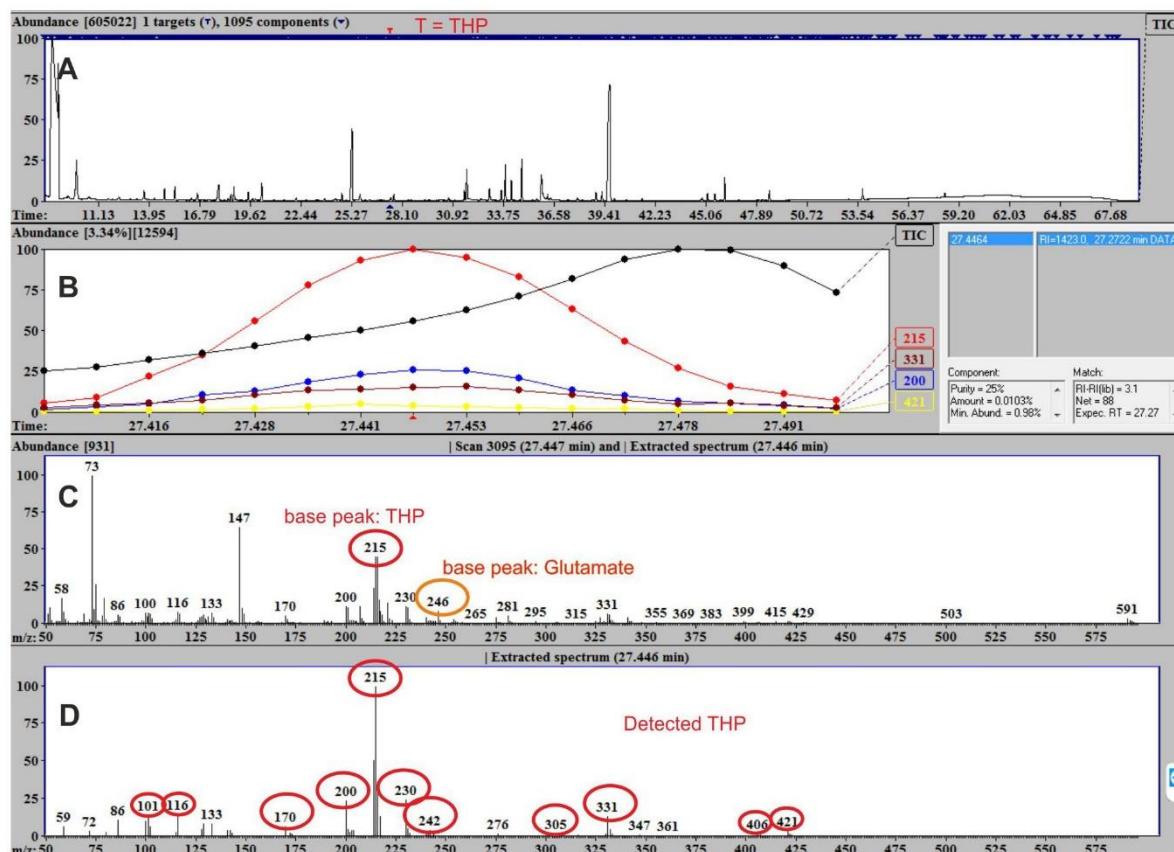 Abundance [605022] 1 targets (T), 1095 components (▼)
T = THP
TIC
A
100
75
50
25
0
Time: 11.13 13.95 16.79 19.62 22.44 25.27 28.10 30.92 33.75 36.58 39.41 42.23 45.06 47.89 50.72 53.54 56.37 59.20 62.03 64.85 67.68
Abundance [3.34%][12594]
TIC
B
100
75
50
25
0
215
331
200
421
Time: 27.416 27.428 27.441 27.453 27.466 27.478 27.491
27.4464
RI=1423.0, 27.2722 min DATA
Component:
Purity = 25%
Amount = 0.0103%
Min. Abund. = 0.98%
Match:
RI-RI(lib) = 3.1
Net = 88
Expec. RT = 27.27
Abundance [931]
| Scan 3095 (27.447 min) and | Extracted spectrum (27.446 min)
C
100
75
50
25
0
base peak: THP
base peak: Glutamate
73
147
215
58 86 100 116 133 170 200 230 246 265 281 295 315 331 355 369 383 399 415 429 503 591
m/z: 50 75 100 125 150 175 200 225 250 275 300 325 350 375 400 425 450 475 500 525 550 575
| Extracted spectrum (27.446 min)
D
100
75
50
25
0
Detected THP
215
59 72 86 101 116 133 170 200 230 242 276 305 331 347 361 406 421
m/z: 50 75 100 125 150 175 200 225 250 275 300 325 350 375 400 425 450 475 500 525 550 575